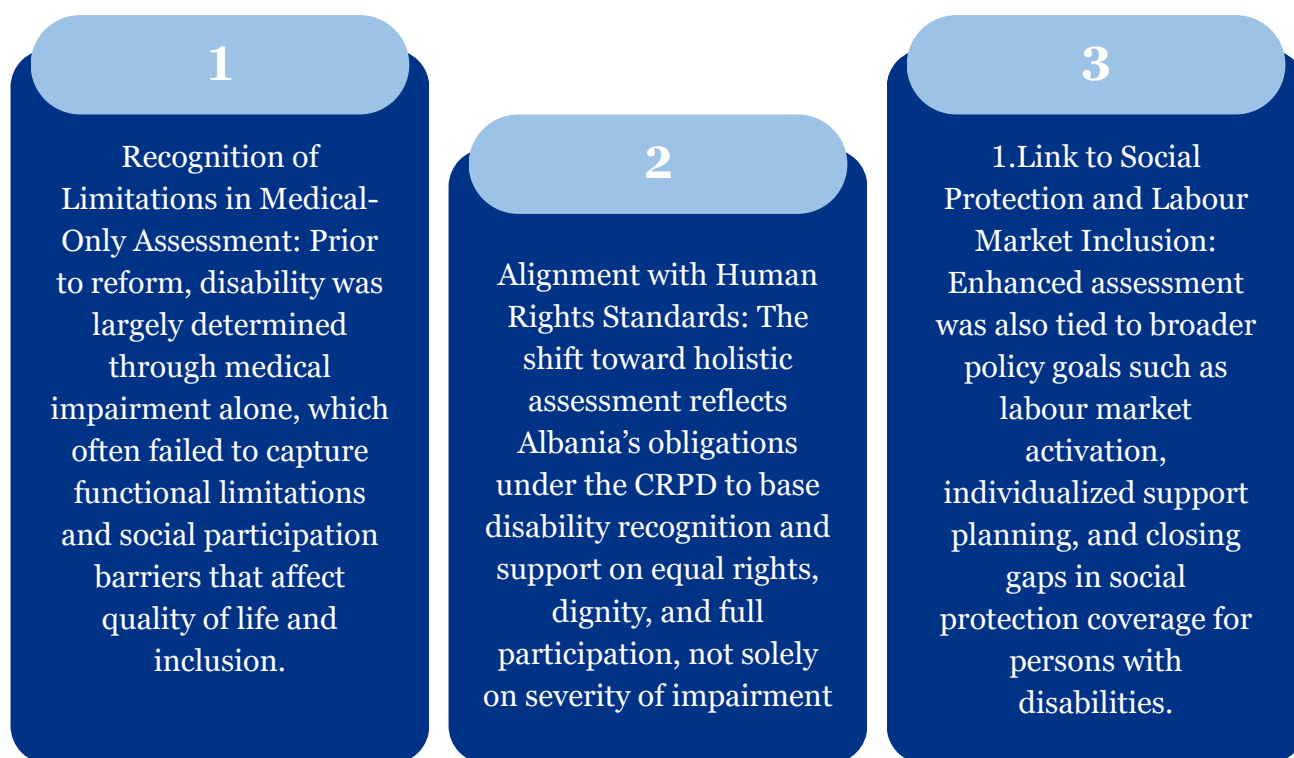 1
Recognition of
Limitations in Medical-
Only Assessment: Prior
to reform, disability was
largely determined
through medical
impairment alone, which
often failed to capture
functional limitations
and social participation
barriers that affect
quality of life and
inclusion.
2
Alignment with Human
Rights Standards: The
shift toward holistic
assessment reflects
Albania’s obligations
under the CRPD to base
disability recognition and
support on equal rights,
dignity, and full
participation, not solely
on severity of impairment
3
1.Link to Social
Protection and Labour
Market Inclusion:
Enhanced assessment
was also tied to broader
policy goals such as
labour market
activation,
individualized support
planning, and closing
gaps in social
protection coverage for
persons with
disabilities.